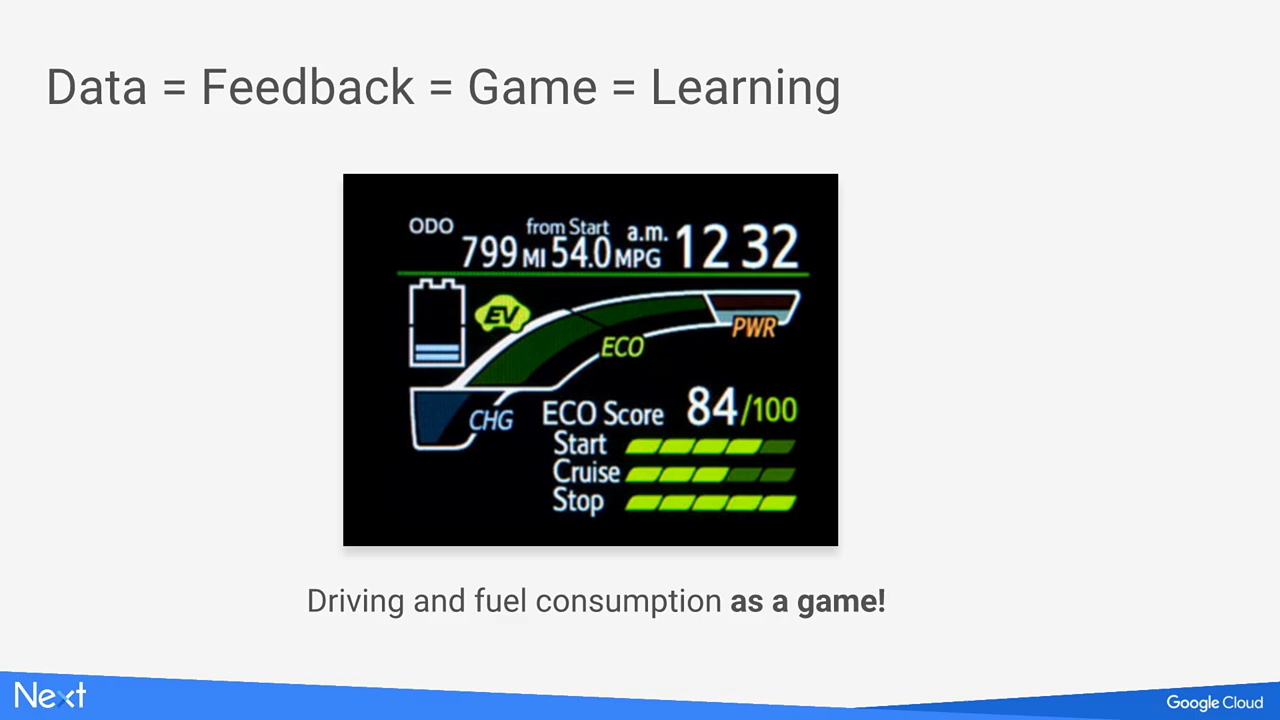 Data = Feedback = Game = Learning
ODO from Start a.m. 12 32
799 MI 54.0 MPG
EV
PWR
ECO
CHG
ECO Score 84/100
Start
Cruise
Stop
Driving and fuel consumption as a game!
Next
Google Cloud